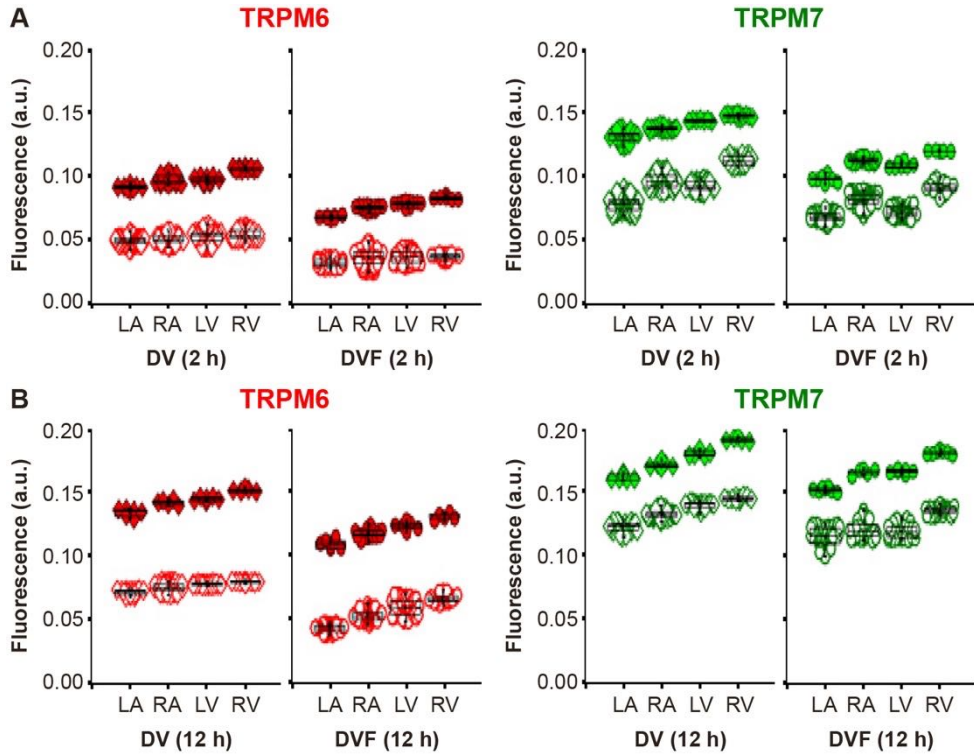 A
TRPM6
TRPM7
Fluorescence (a.u.)
0.20
0.15
0.10
0.05
0.00
LA RA LV RV
DV (2 h)
LA RA LV RV
DVF (2 h)
Fluorescence (a.u.)
0.20
0.15
0.10
0.05
0.00
LA RA LV RV
DV (2 h)
LA RA LV RV
DVF (2 h)
B
TRPM6
TRPM7
Fluorescence (a.u.)
0.20
0.15
0.10
0.05
0.00
LA RA LV RV
DV (12 h)
LA RA LV RV
DVF (12 h)
Fluorescence (a.u.)
0.20
0.15
0.10
0.05
0.00
LA RA LV RV
DV (12 h)
LA RA LV RV
DVF (12 h)